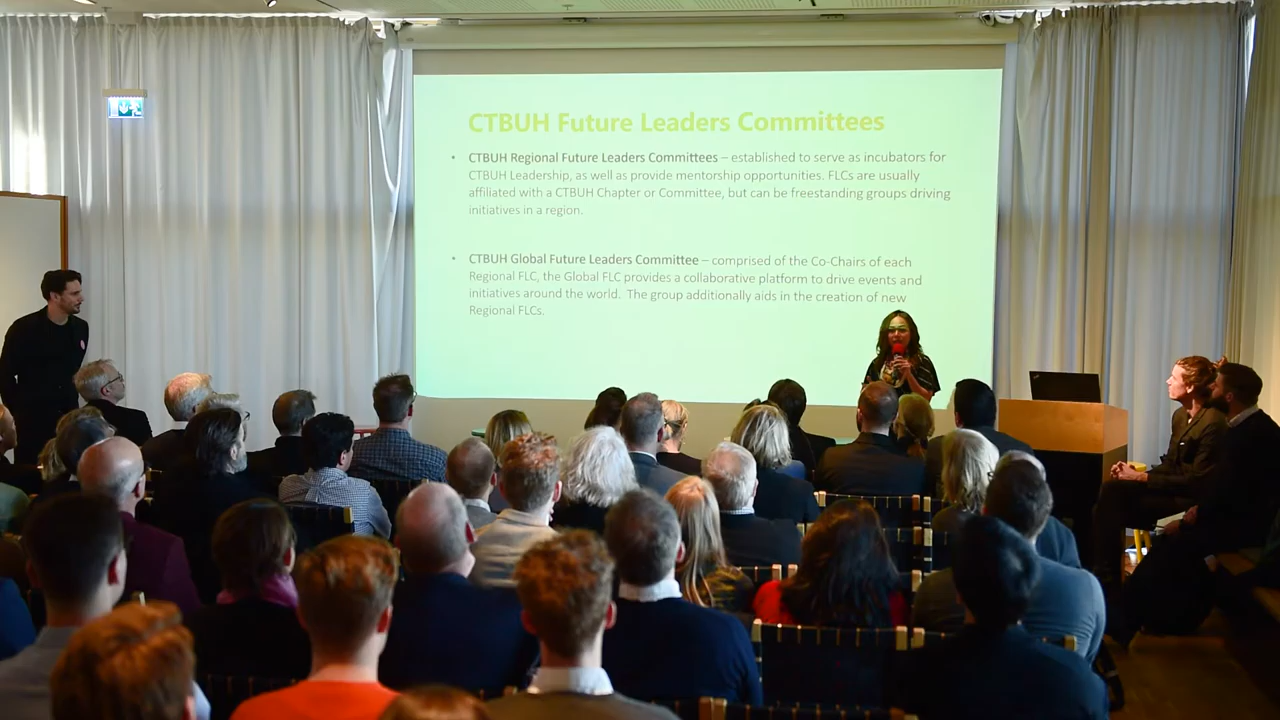 CTBUH Future Leaders Committees
• CTBUH Regional Future Leaders Committees – established to serve as incubators for
CTBUH Leadership, as well as provide mentorship opportunities. FLCs are usually
affiliated with a CTBUH Chapter or Committee, but can be freestanding groups driving
initiatives in a region.
• CTBUH Global Future Leaders Committee – comprised of the Co-Chairs of each
Regional FLC, the Global FLC provides a collaborative platform to drive events and
initiatives around the world. The group additionally aids in the creation of new
Regional FLCs.